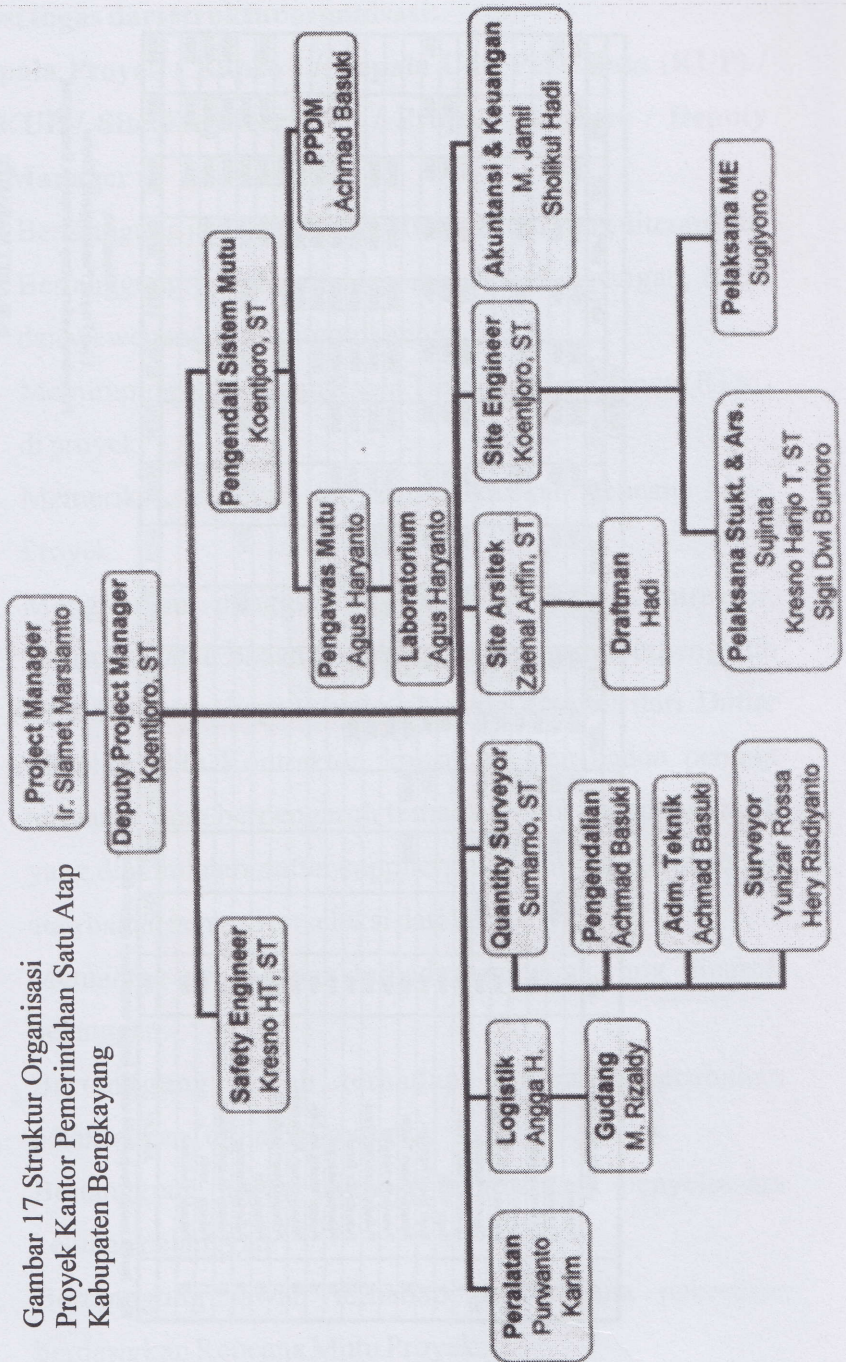 Gambar 17 Struktur Organisasi
Proyek Kantor Pemerintahan Satu Atap
Kabupaten Bengkayang
Project Manager
Ir. Slamet Marsiamto
Deputy Project Manager
Koentjoro, ST
Safety Engineer
Kresno HT, ST
Pengendali Sistem Mutu
Koentjoro, ST
Pengawas Mutu
Agus Haryanto
PPDM
Achmad Basuki
Laboratorium
Agus Haryanto
Peralatan
Purwanto
Karim
Logistik
Angga H.
Gudang
M. Rizaldy
Quantity Surveyor
Sumarno, ST
Pengendalian
Achmad Basuki
Adm. Teknik
Achmad Basuki
Surveyor
Yunizar Rossa
Hery Risdiyanto
Site Arsitek
Zaenal Arifin, ST
Draftman
Hadi
Site Engineer
Koentjoro, ST
Akuntansi & Keuangan
M. Jamil
Sholikul Hadi
Pelaksana Stukt. & Ars.
Sujinta
Kresno Harijo T. ST
Sigit Dwi Buntoro
Pelaksana ME
Sugiyono